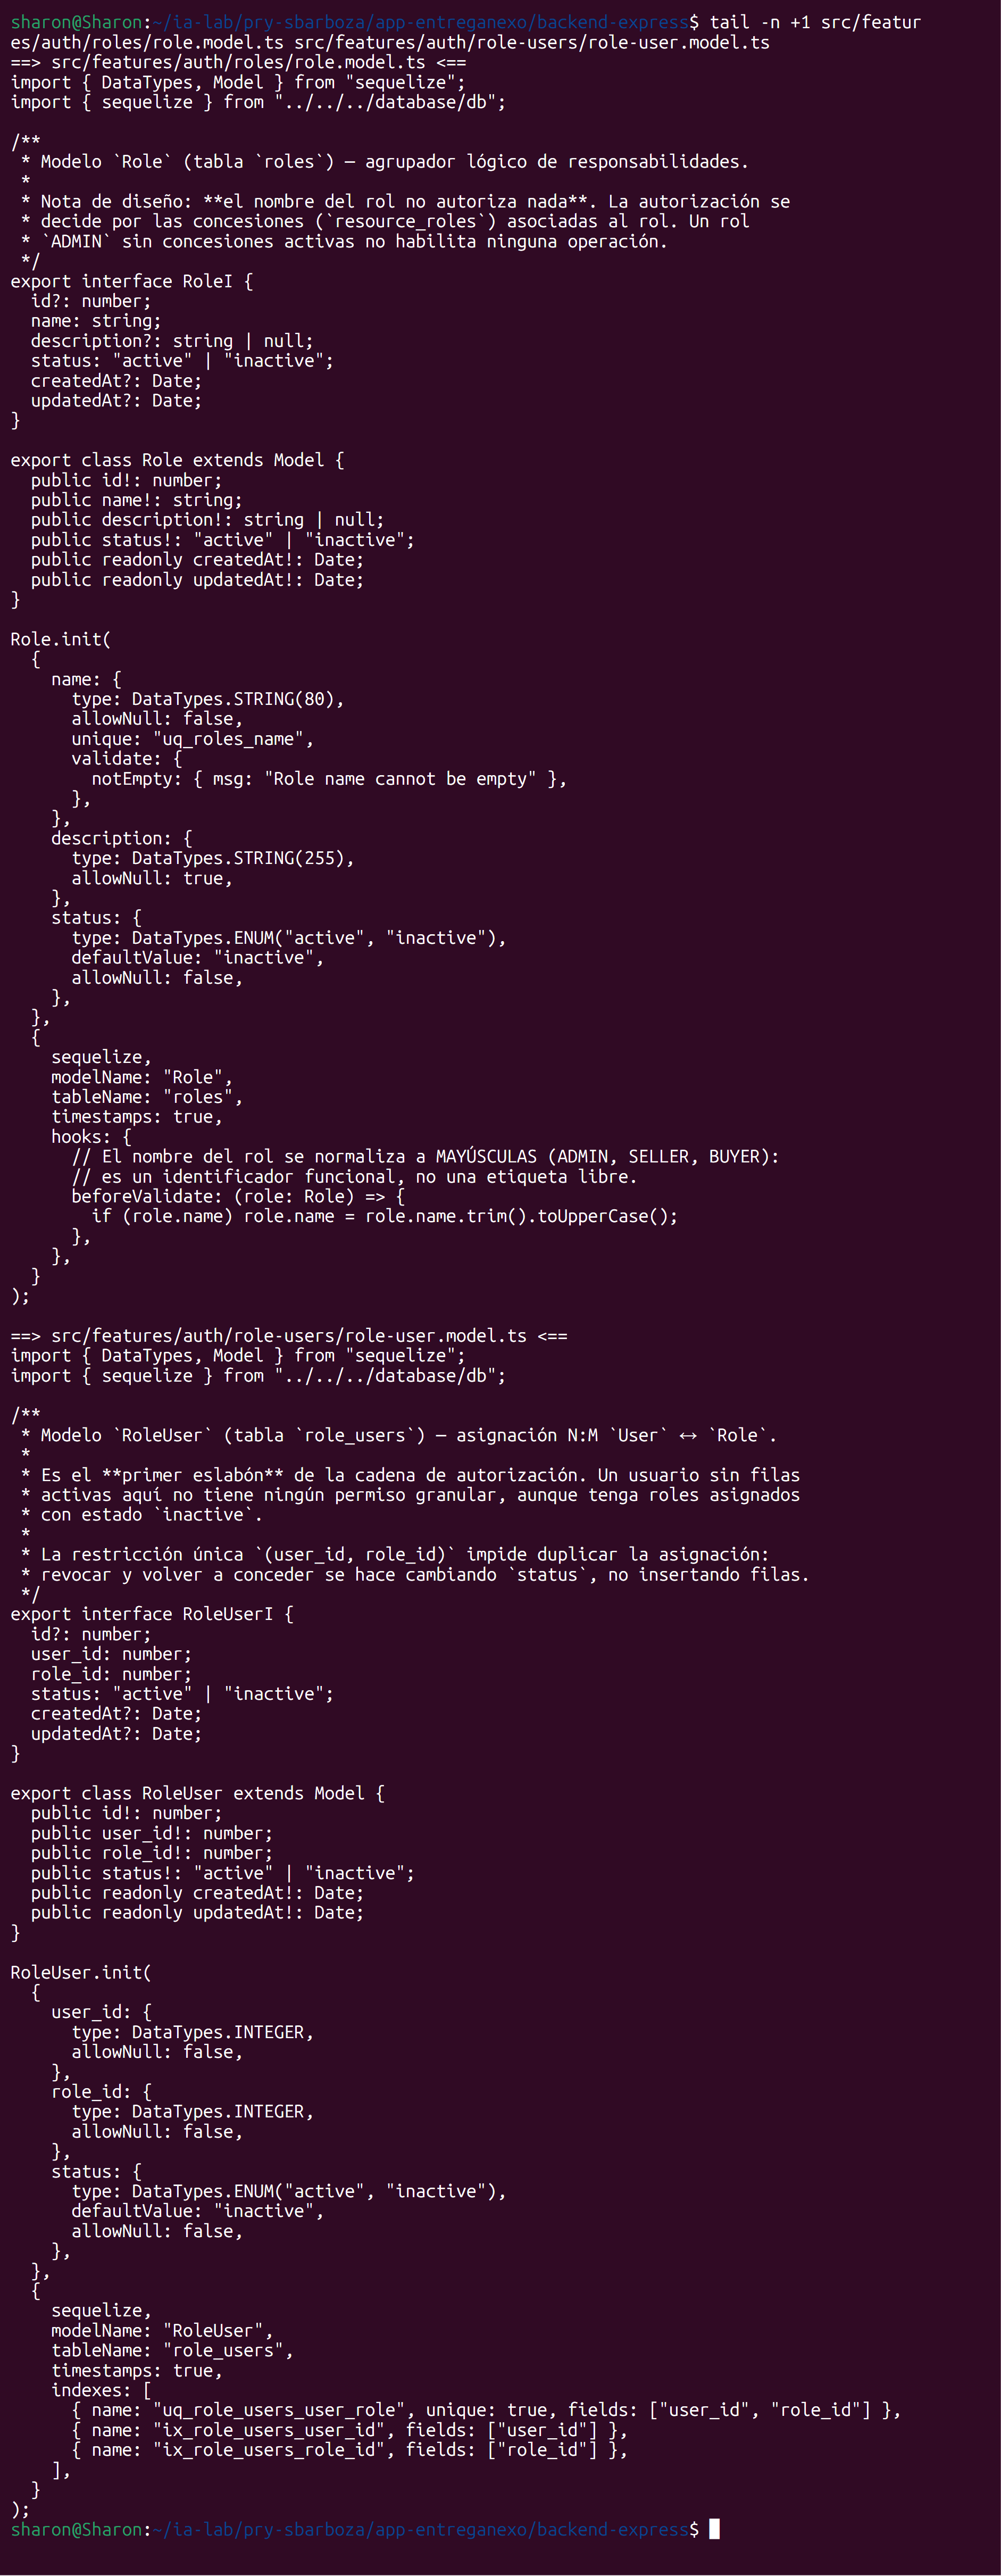 sharon@Sharon:~/ia-lab/pry-sbarboza/app-entreganexo/backend-express$ tail -n +1 src/featur
es/auth/roles/role.model.ts src/features/auth/role-users/role-user.model.ts
==> src/features/auth/roles/role.model.ts <==
import { DataTypes, Model } from "sequelize";
import { sequelize } from "../../../database/db";

/**
 * Modelo `Role` (tabla `roles`) — agrupador lógico de responsabilidades.
 *
 * Nota de diseño: **el nombre del rol no autoriza nada**. La autorización se
 * decide por las concesiones (`resource_roles`) asociadas al rol. Un rol
 * `ADMIN` sin concesiones activas no habilita ninguna operación.
 */
export interface RoleI {
  id?: number;
  name: string;
  description?: string | null;
  status: "active" | "inactive";
  createdAt?: Date;
  updatedAt?: Date;
}

export class Role extends Model {
  public id!: number;
  public name!: string;
  public description!: string | null;
  public status!: "active" | "inactive";
  public readonly createdAt!: Date;
  public readonly updatedAt!: Date;
}

Role.init(
  {
    name: {
      type: DataTypes.STRING(80),
      allowNull: false,
      unique: "uq_roles_name",
      validate: {
        notEmpty: { msg: "Role name cannot be empty" },
      },
    },
    description: {
      type: DataTypes.STRING(255),
      allowNull: true,
    },
    status: {
      type: DataTypes.ENUM("active", "inactive"),
      defaultValue: "inactive",
      allowNull: false,
    },
  },
  {
    sequelize,
    modelName: "Role",
    tableName: "roles",
    timestamps: true,
    hooks: {
      // El nombre del rol se normaliza a MAYÚSCULAS (ADMIN, SELLER, BUYER):
      // es un identificador funcional, no una etiqueta libre.
      beforeValidate: (role: Role) => {
        if (role.name) role.name = role.name.trim().toUpperCase();
      },
    },
  }
);

==> src/features/auth/role-users/role-user.model.ts <==
import { DataTypes, Model } from "sequelize";
import { sequelize } from "../../../database/db";

/**
 * Modelo `RoleUser` (tabla `role_users`) — asignación N:M `User` ↔ `Role`.
 *
 * Es el **primer eslabón** de la cadena de autorización. Un usuario sin filas
 * activas aquí no tiene ningún permiso granular, aunque tenga roles asignados
 * con estado `inactive`.
 *
 * La restricción única `(user_id, role_id)` impide duplicar la asignación:
 * revocar y volver a conceder se hace cambiando `status`, no insertando filas.
 */
export interface RoleUserI {
  id?: number;
  user_id: number;
  role_id: number;
  status: "active" | "inactive";
  createdAt?: Date;
  updatedAt?: Date;
}

export class RoleUser extends Model {
  public id!: number;
  public user_id!: number;
  public role_id!: number;
  public status!: "active" | "inactive";
  public readonly createdAt!: Date;
  public readonly updatedAt!: Date;
}

RoleUser.init(
  {
    user_id: {
      type: DataTypes.INTEGER,
      allowNull: false,
    },
    role_id: {
      type: DataTypes.INTEGER,
      allowNull: false,
    },
    status: {
      type: DataTypes.ENUM("active", "inactive"),
      defaultValue: "inactive",
      allowNull: false,
    },
  },
  {
    sequelize,
    modelName: "RoleUser",
    tableName: "role_users",
    timestamps: true,
    indexes: [
      { name: "uq_role_users_user_role", unique: true, fields: ["user_id", "role_id"] },
      { name: "ix_role_users_user_id", fields: ["user_id"] },
      { name: "ix_role_users_role_id", fields: ["role_id"] },
    ],
  }
);
sharon@Sharon:~/ia-lab/pry-sbarboza/app-entreganexo/backend-express$